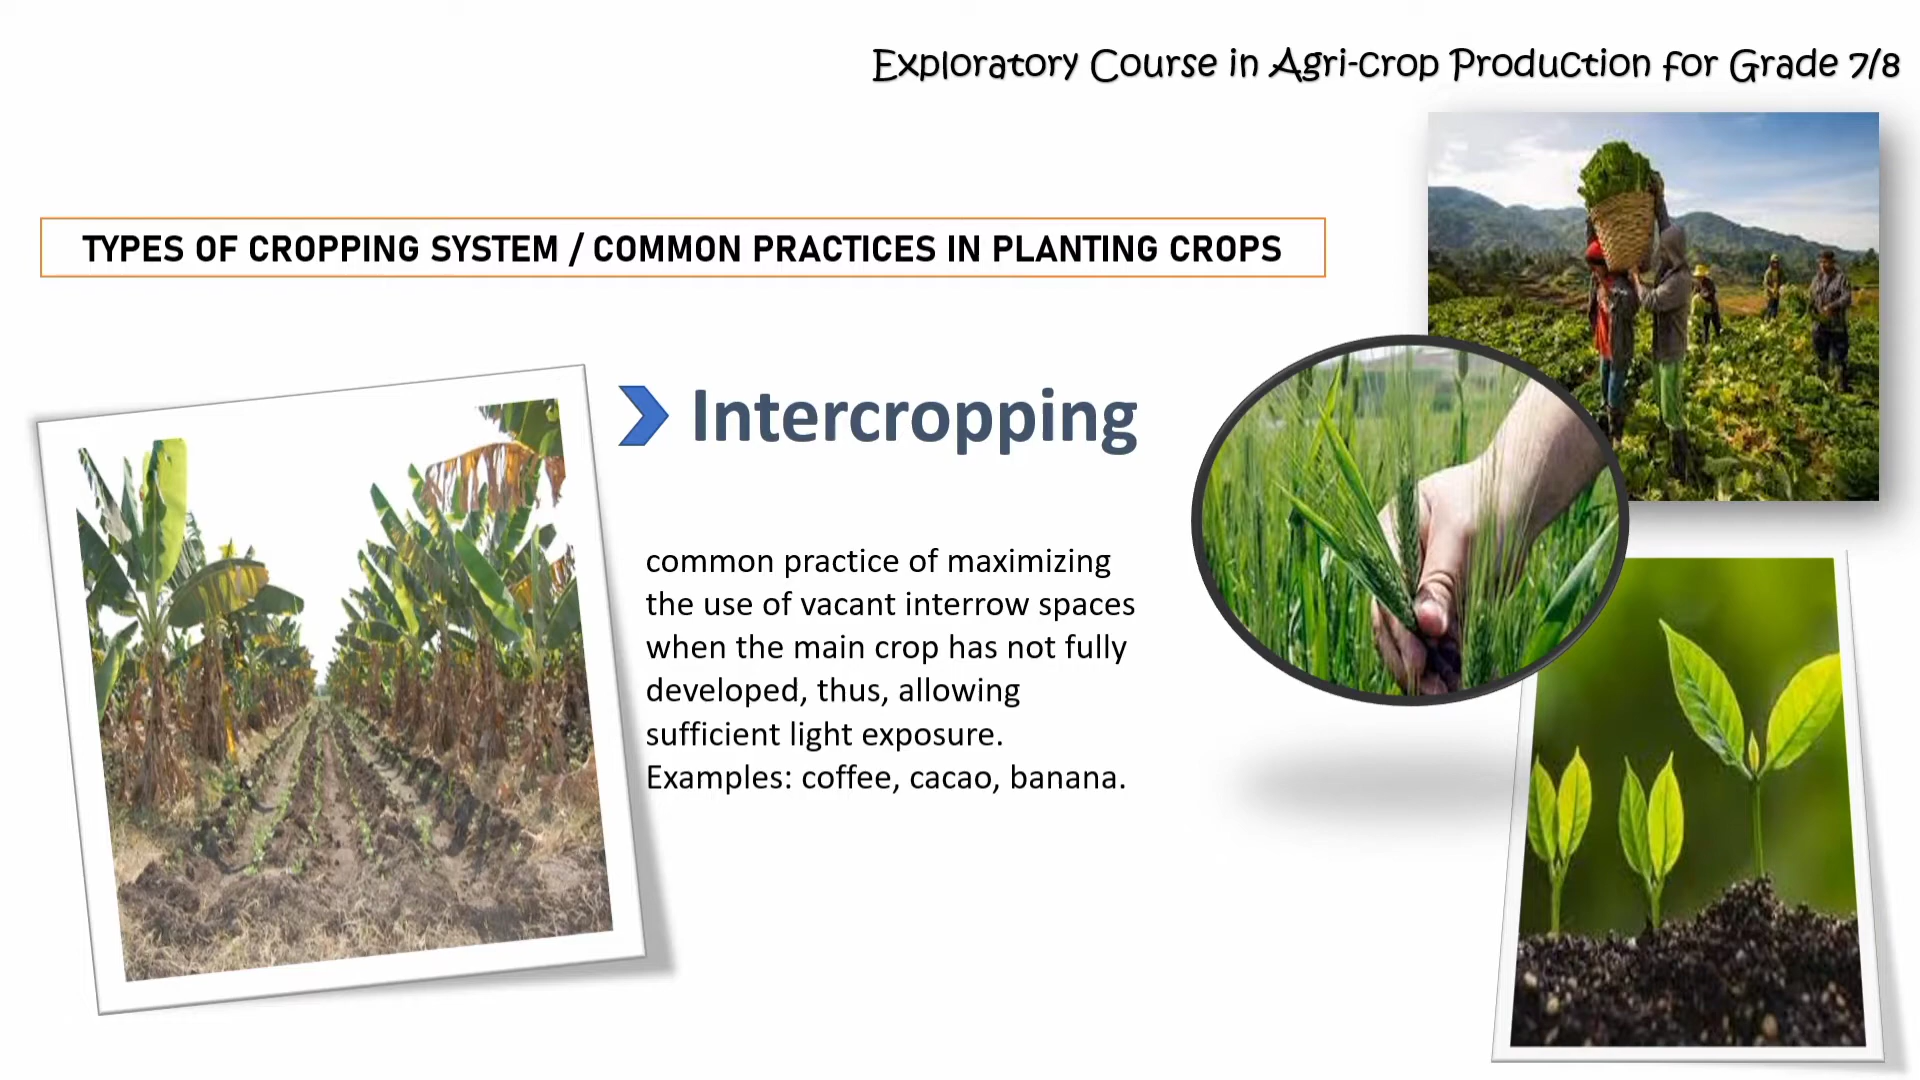 Exploratory Course in Agri-crop Production for Grade 7/8
TYPES OF CROPPING SYSTEM / COMMON PRACTICES IN PLANTING CROPS
Intercropping
common practice of maximizing
the use of vacant interrow spaces
when the main crop has not fully
developed, thus, allowing
sufficient light exposure.
Examples: coffee, cacao, banana.